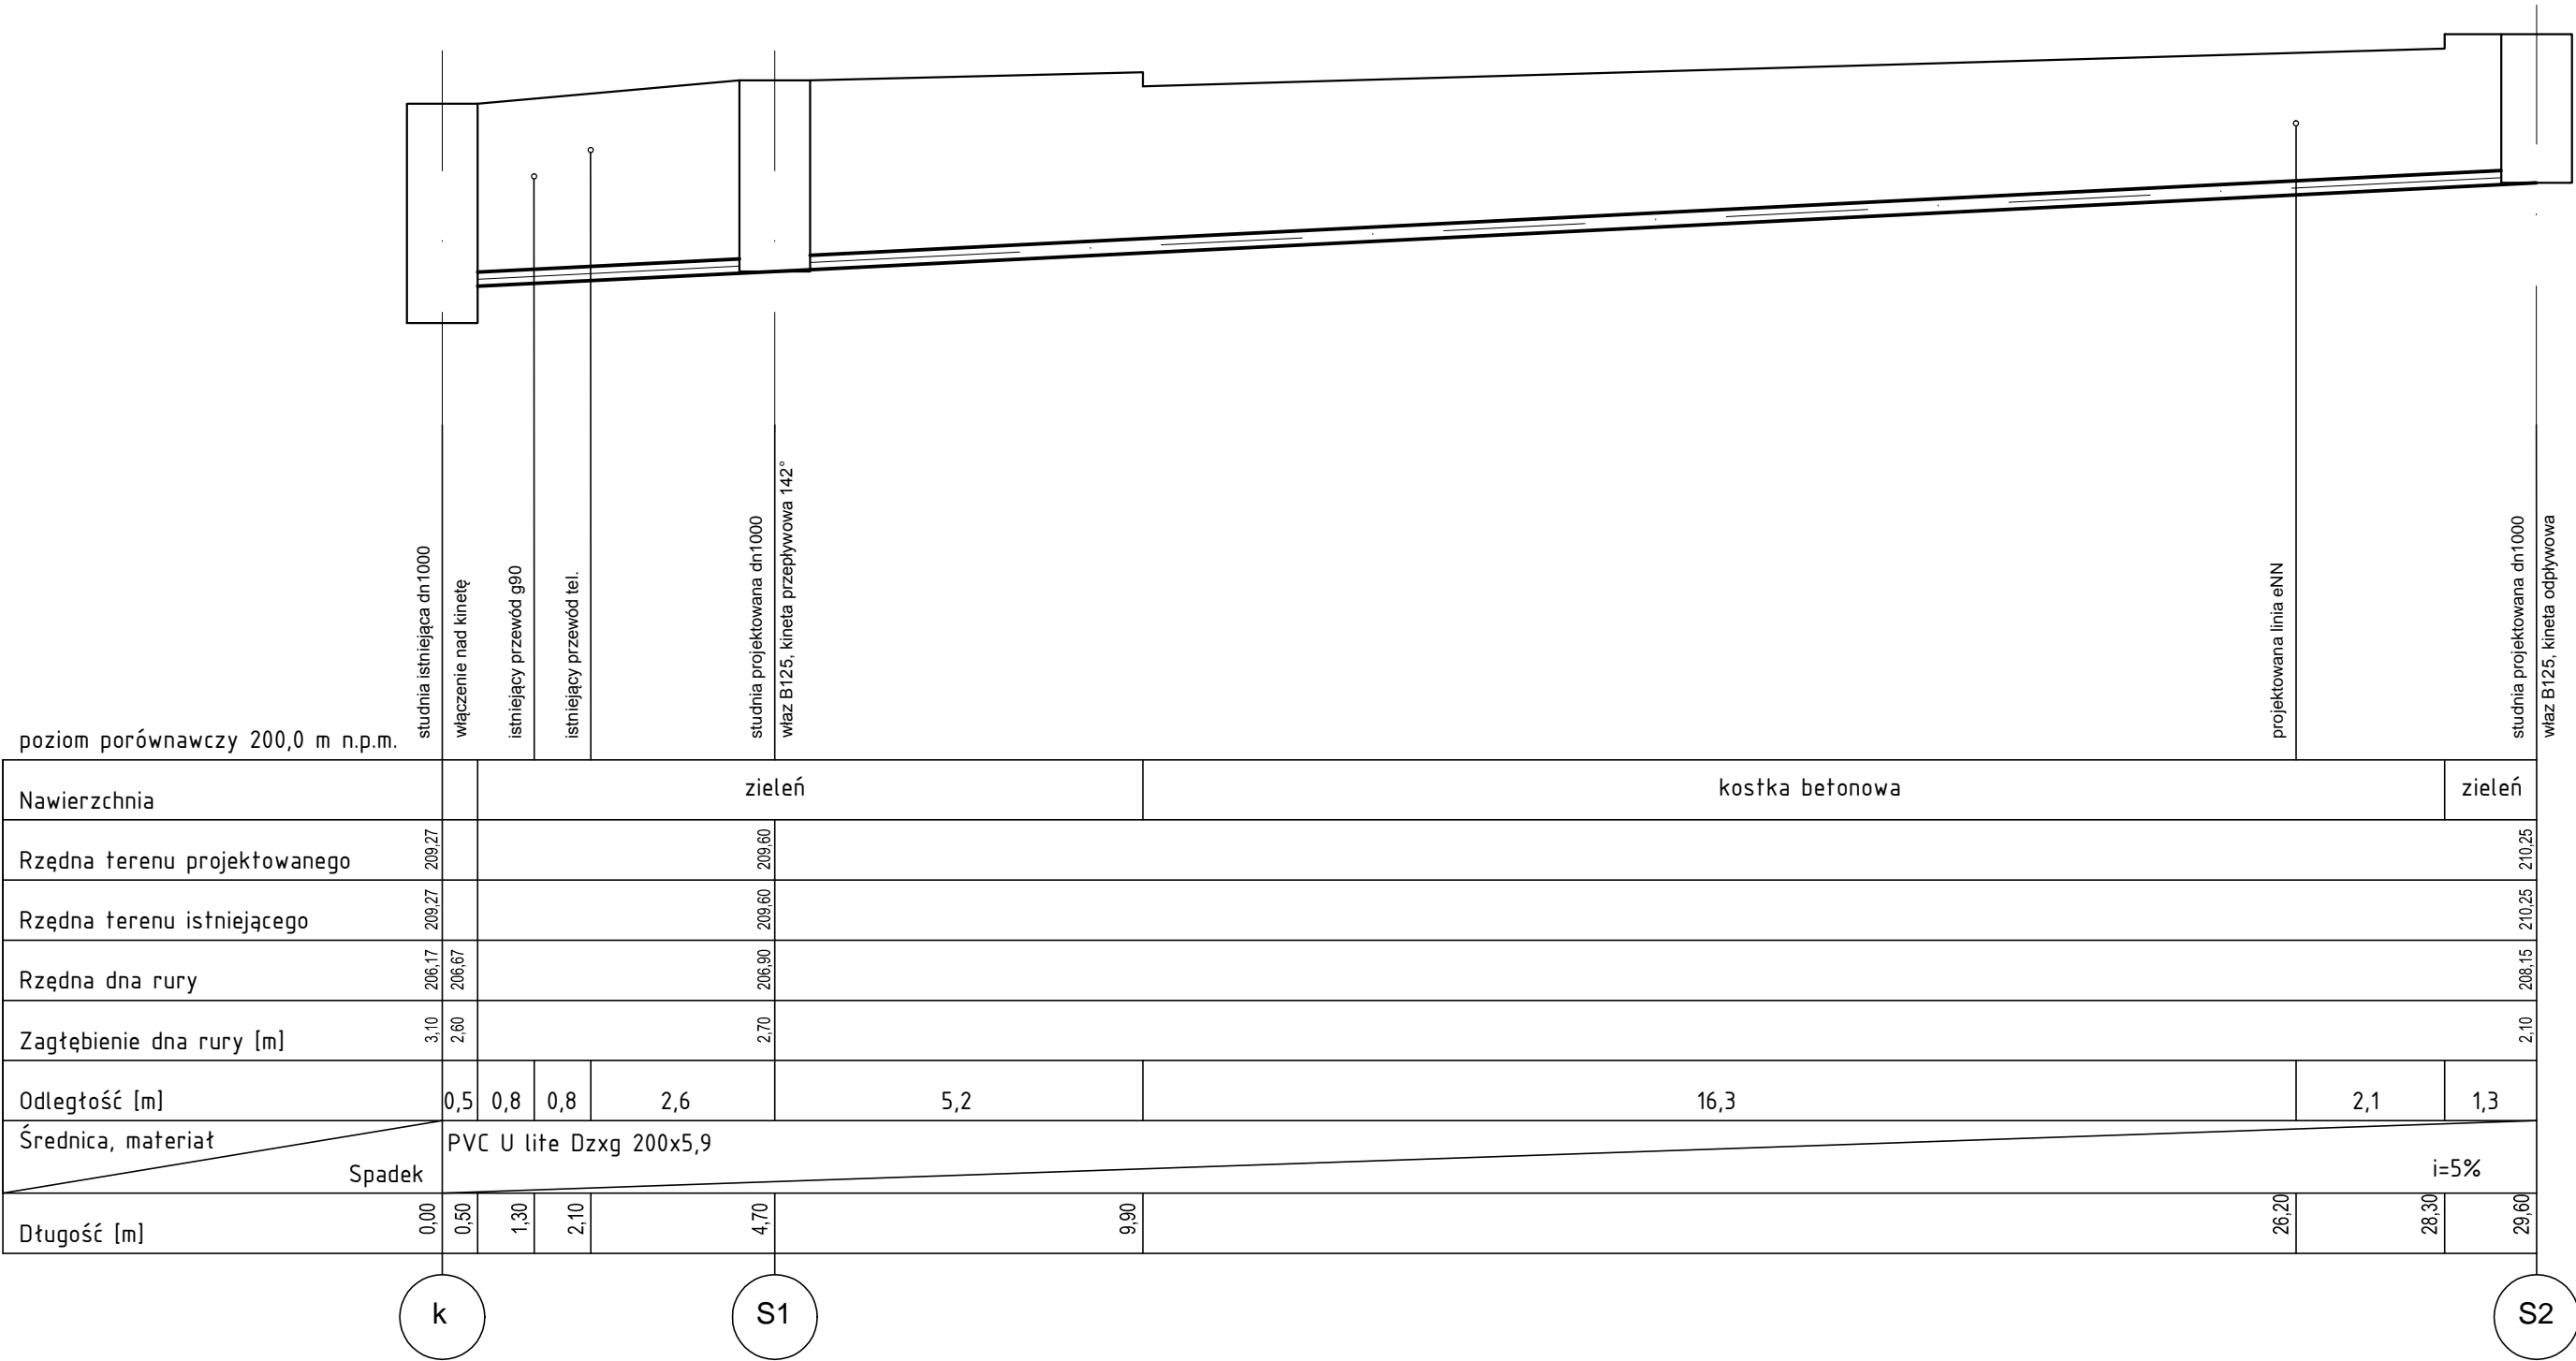 studnia istniejąca dn1000
włączenie nad kinetę
istniejący przewód g90
istniejący przewód tel.
studnia projektowana dn1000
właz B125, kineta przepływowa 142°
projektowana linia eNN
studnia projektowana dn1000
właz B125, kineta odpływowa
poziom porównawczy 200,0 m n.p.m.
Nawierzchnia zieleń kostka betonowa zieleń
Rzędna terenu projektowanego 209,27 209,60 210,25
Rzędna terenu istniejącego 209,27 209,60 210,25
Rzędna dna rury 206,17 206,67 206,90 208,15
Zagłębienie dna rury [m] 3,10 2,60 2,70 2,10
Odległość [m] 0,5 0,8 0,8 2,6 5,2 16,3 2,1 1,3
Średnica, materiał PVC U lite Dzxg 200x5,9
Spadek i=5%
Długość [m] 0,00 0,50 1,30 2,10 4,70 9,90 26,20 28,30 29,60
k S1 S2